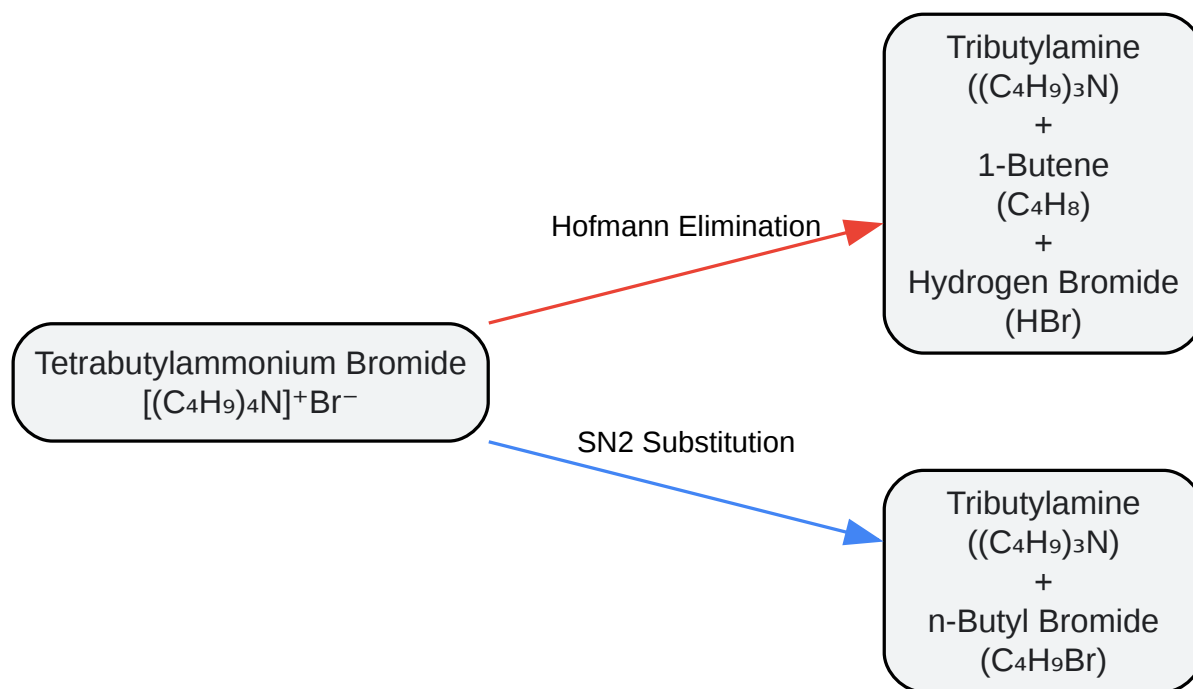 Tributylamine
((C₄H₉)₃N)
+
1-Butene
(C₄H₈)
+
Hydrogen Bromide
(HBr)
Hofmann Elimination
Tetrabutylammonium Bromide
[(C₄H₉)₄N]⁺Br⁻
SN2 Substitution
Tributylamine
((C₄H₉)₃N)
+
n-Butyl Bromide
(C₄H₉Br)